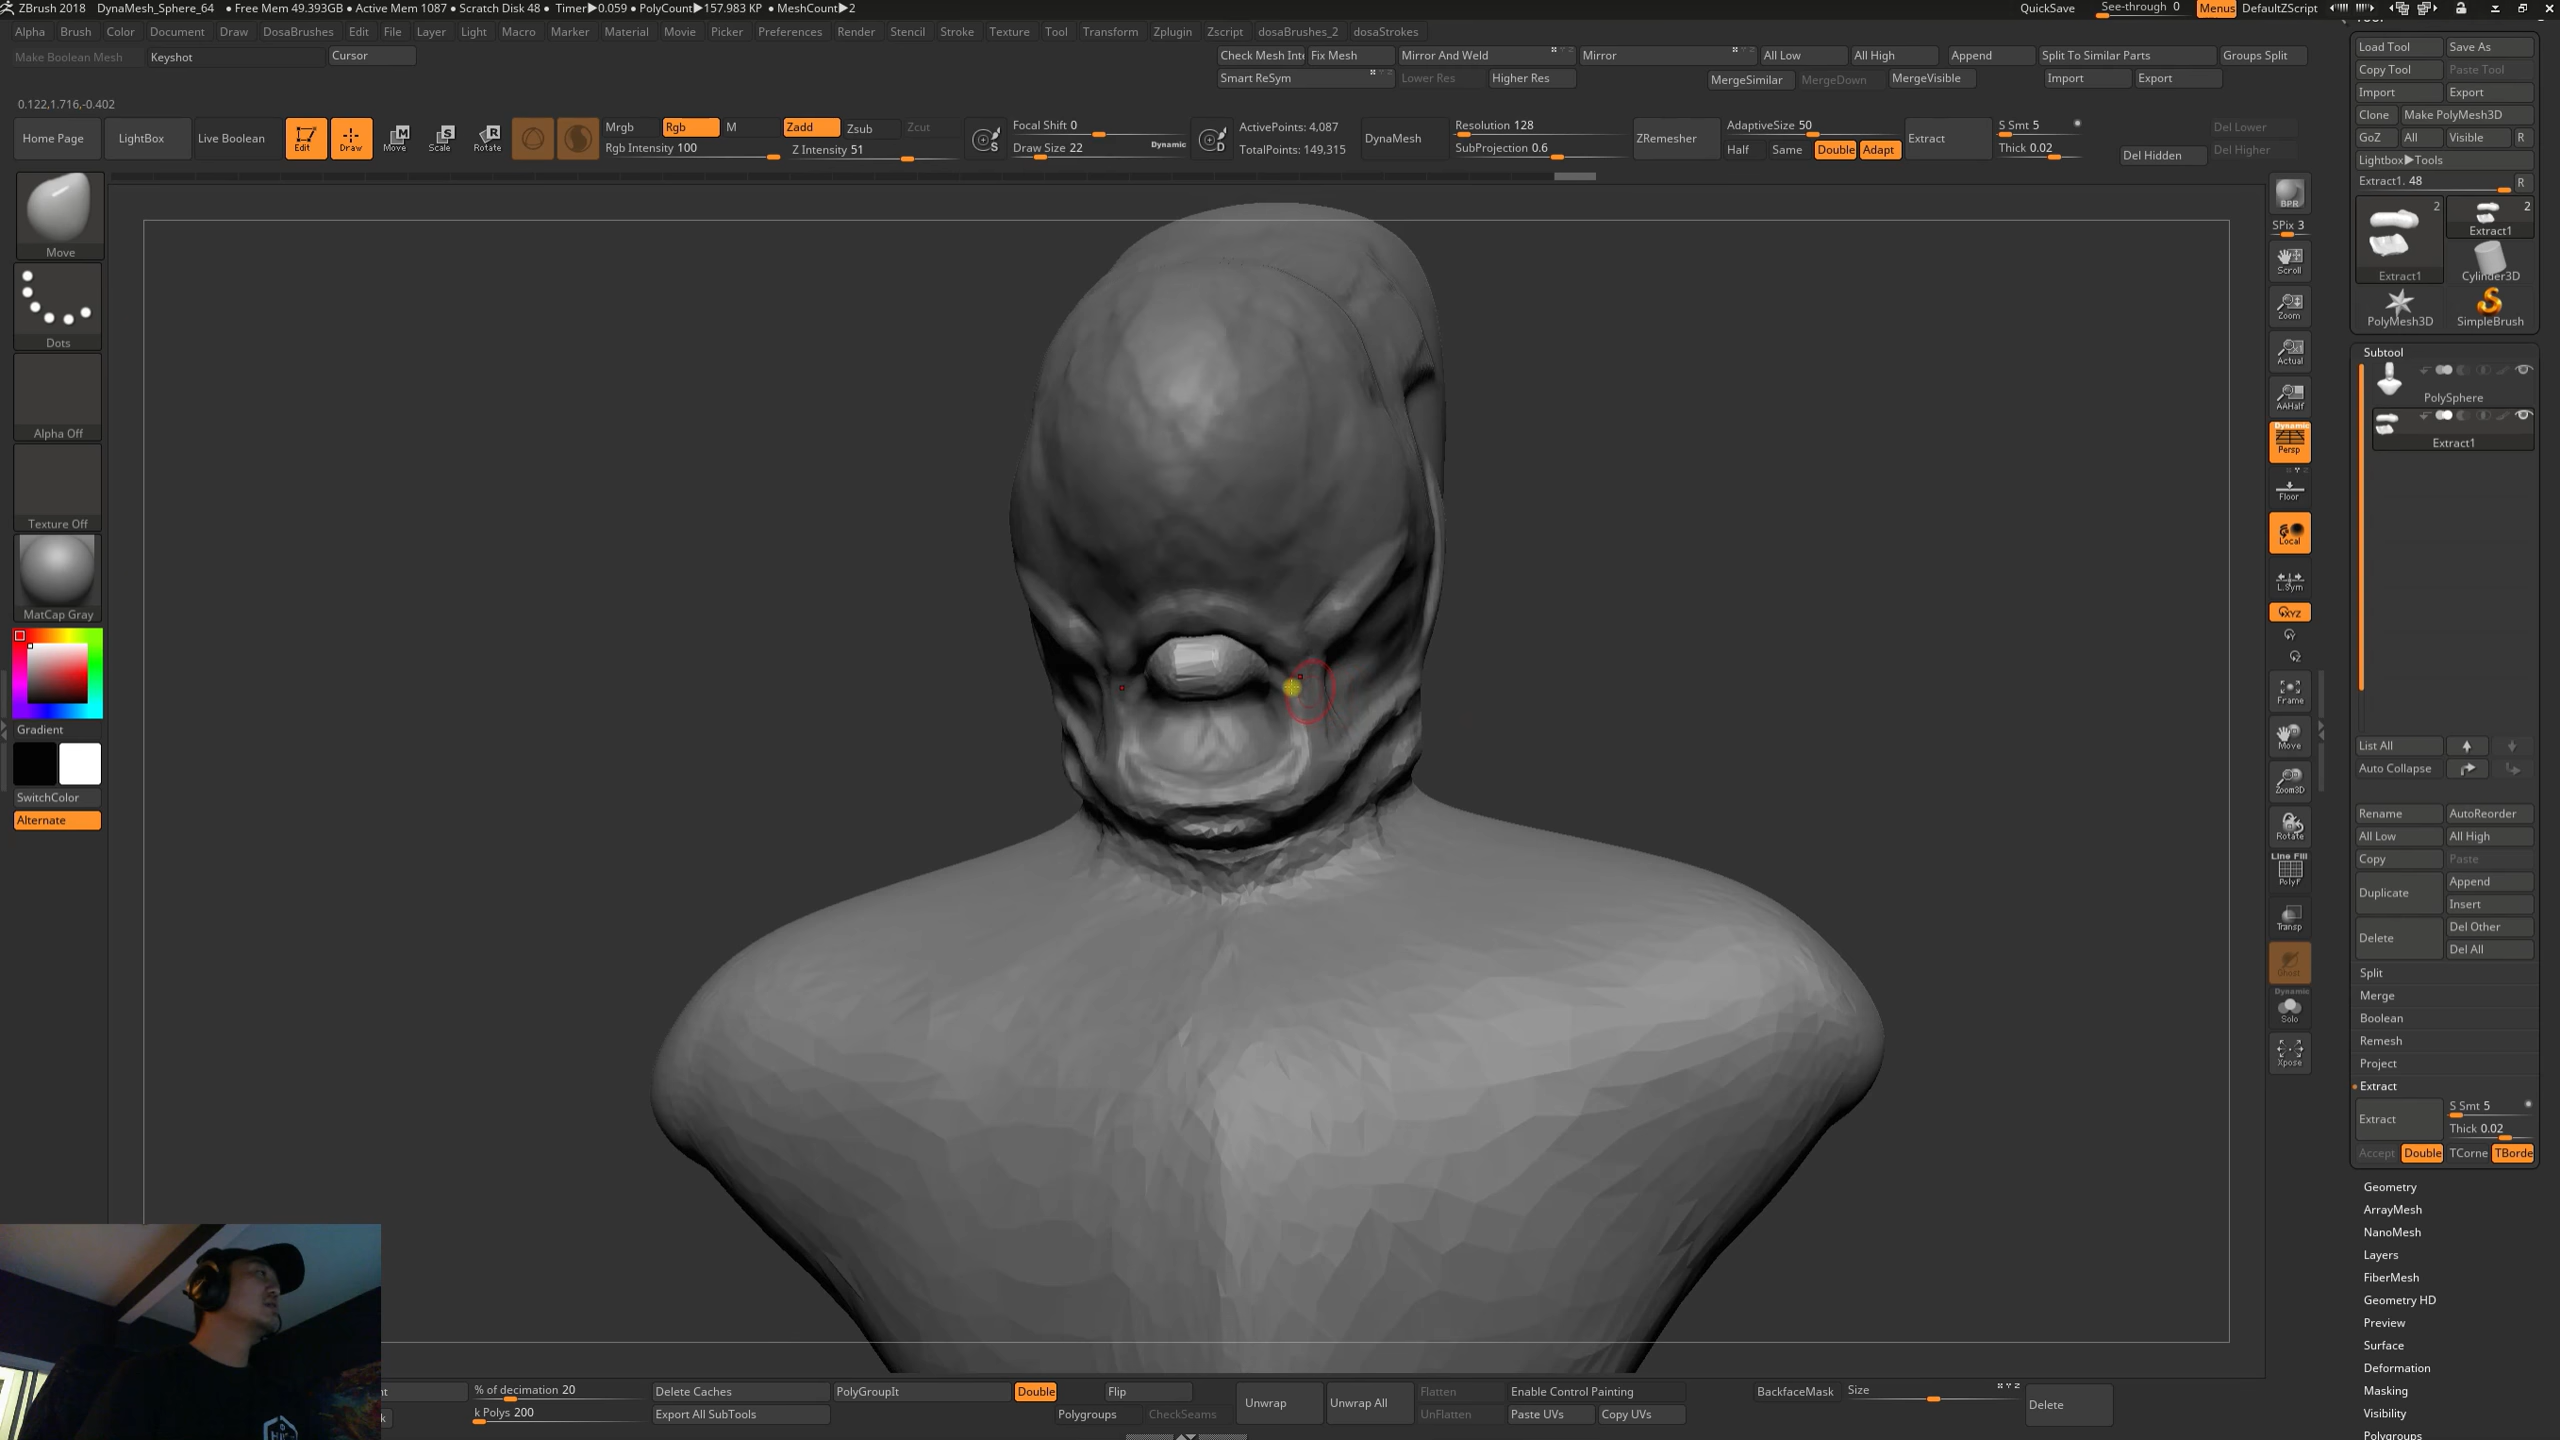 ZBrush 2018 DynaMesh_Sphere_64 ● Free Mem 49.393GB ● Active Mem 1087 ● Scratch Disk 48 ● Timer▶0.059 ● PolyCount▶157.983 KP ● MeshCount▶2 QuickSave See-through 0 Menus DefaultZScript
Alpha Brush Color Document Draw DosaBrushes Edit File Layer Light Macro Marker Material Movie Picker Preferences Render Stencil Stroke Texture Tool Transform Zplugin Zscript dosaBrushes_2 dosaStrokes
Make Boolean Mesh Keyshot Cursor Check Mesh Int Fix Mesh Mirror And Weld Mirror All Low All High Append Split To Similar Parts Groups Split
Smart ReSym Lower Res Higher Res MergeSimilar MergeDown MergeVisible Import Export
0.122,1.716,-0.402
Home Page LightBox Live Boolean Edit Draw Move Scale Rotate
Mrgb Rgb M Zadd Zsub Zcut
Rgb Intensity 100 Z Intensity 51
Focal Shift 0
Draw Size 22 Dynamic
ActivePoints: 4,087
TotalPoints: 149,315
DynaMesh
Resolution 128
SubProjection 0.6
ZRemesher
AdaptiveSize 50
Half Same Double Adapt
Extract
S Smt 5
Thick 0.02
Del Hidden
Del Lower
Del Higher
Move
Dots
Alpha Off
Texture Off
MatCap Gray
Gradient
SwitchColor
Alternate
BPR
SPix 3
Scroll
Zoom
Actual
AAHalf
Dynamic
Persp
Floor
Local
L.Sym
XYZ
Y
Z
Frame
Move
Zoom3D
Rotate
Line Fill
PolyF
Transp
Ghost
Dynamic
Solo
Xpose
Load Tool Save As
Copy Tool Paste Tool
Import Export
Clone Make PolyMesh3D
GoZ All Visible R
Lightbox▶Tools
Extract1. 48 R
2 2
Extract1
Extract1 Cylinder3D
PolyMesh3D SimpleBrush
Subtool
PolySphere
Extract1
List All
Auto Collapse
Rename AutoReorder
All Low All High
Copy Paste
Duplicate Append
Insert
Delete Del Other
Del All
Split
Merge
Boolean
Remesh
Project
Extract
Extract S Smt 5
Thick 0.02
Accept Double TCorne TBorde
Geometry
ArrayMesh
NanoMesh
Layers
FiberMesh
Geometry HD
Preview
Surface
Deformation
Masking
Visibility
Polygroups
% of decimation 20 Delete Caches PolyGroupIt Double Flip Unwrap Unwrap All Flatten Enable Control Painting BackfaceMask Size Delete
k Polys 200 Export All SubTools Polygroups CheckSeams UnFlatten Paste UVs Copy UVs